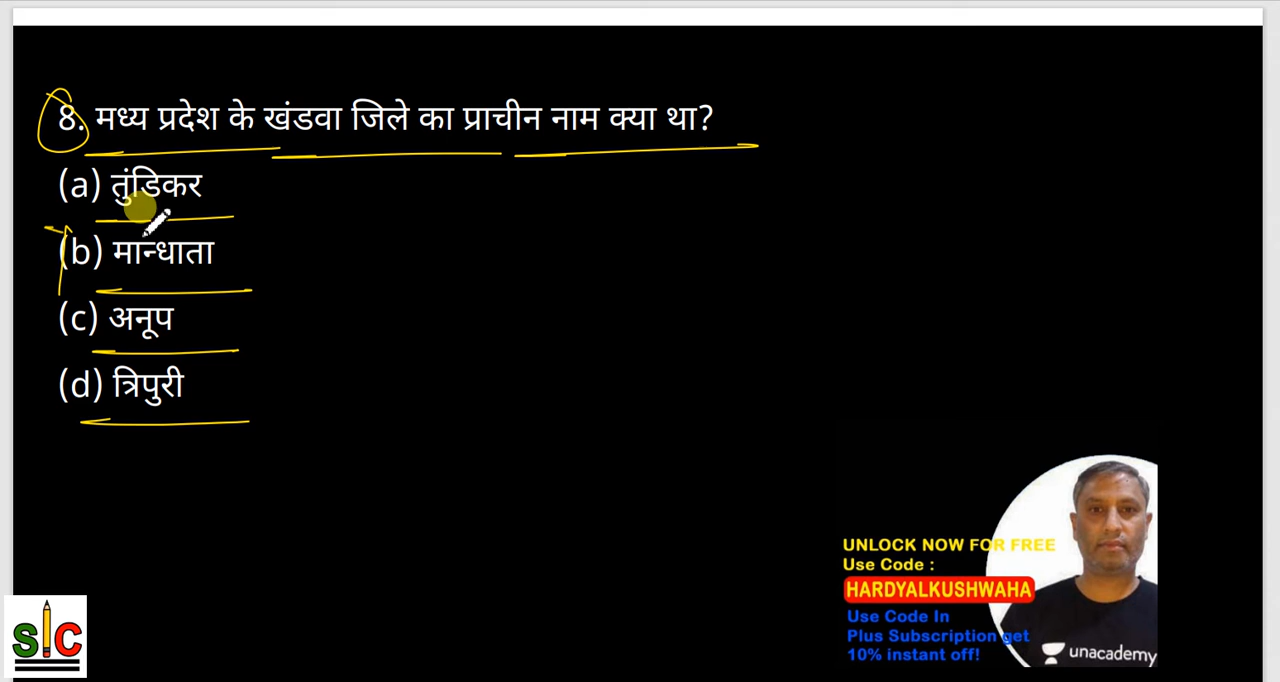 8. मध्य प्रदेश के खंडवा जिले का प्राचीन नाम क्या था?
(a) तुंडिकर
(b) मान्धाता
(c) अनूप
(d) त्रिपुरी
UNLOCK NOW FOR FREE
Use Code :
HARDYALKUSHWAHA
Use Code In
Plus Subscription get
10% instant off!
unacademy
SIC